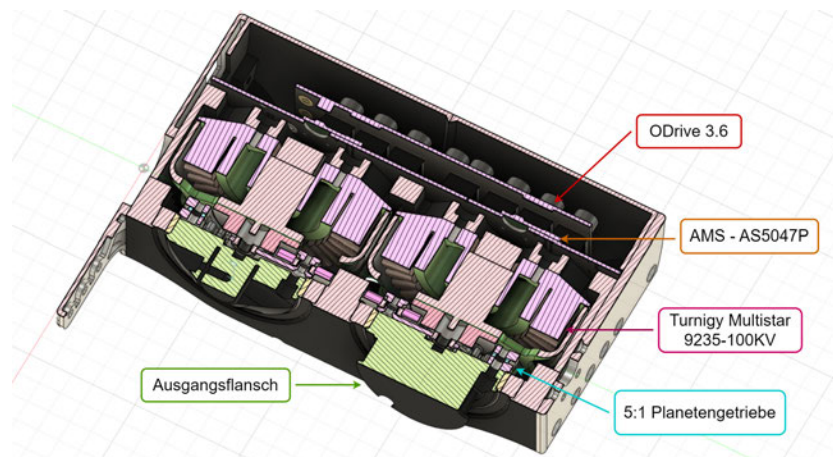 ODrive 3.6
AMS - AS5047P
Turnigy Multistar
9235-100KV
Ausgangsflansch
5:1 Planetengetriebe